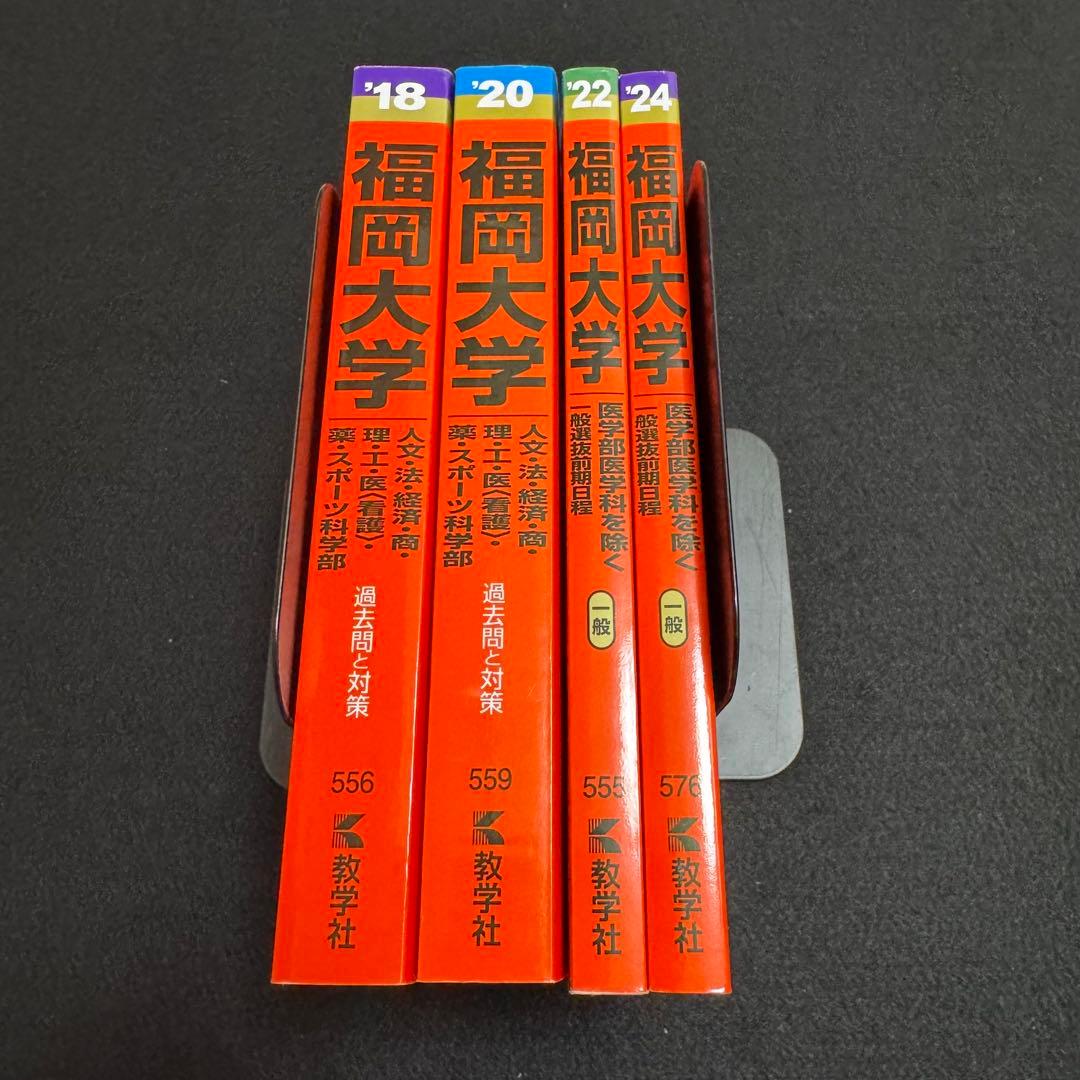 '18
福岡大学
人文・法・経済・商・
理・工・医〈看護〉・
薬・スポーツ科学部
過去問と対策
556
教学社
'20
福岡大学
人文・法・経済・商・
理・工・医〈看護〉・
薬・スポーツ科学部
過去問と対策
559
教学社
'22
福岡大学
医学部医学科を除く
一般選抜前期日程
一般
555
教学社
'24
福岡大学
医学部医学科を除く
一般選抜前期日程
一般
576
教学社